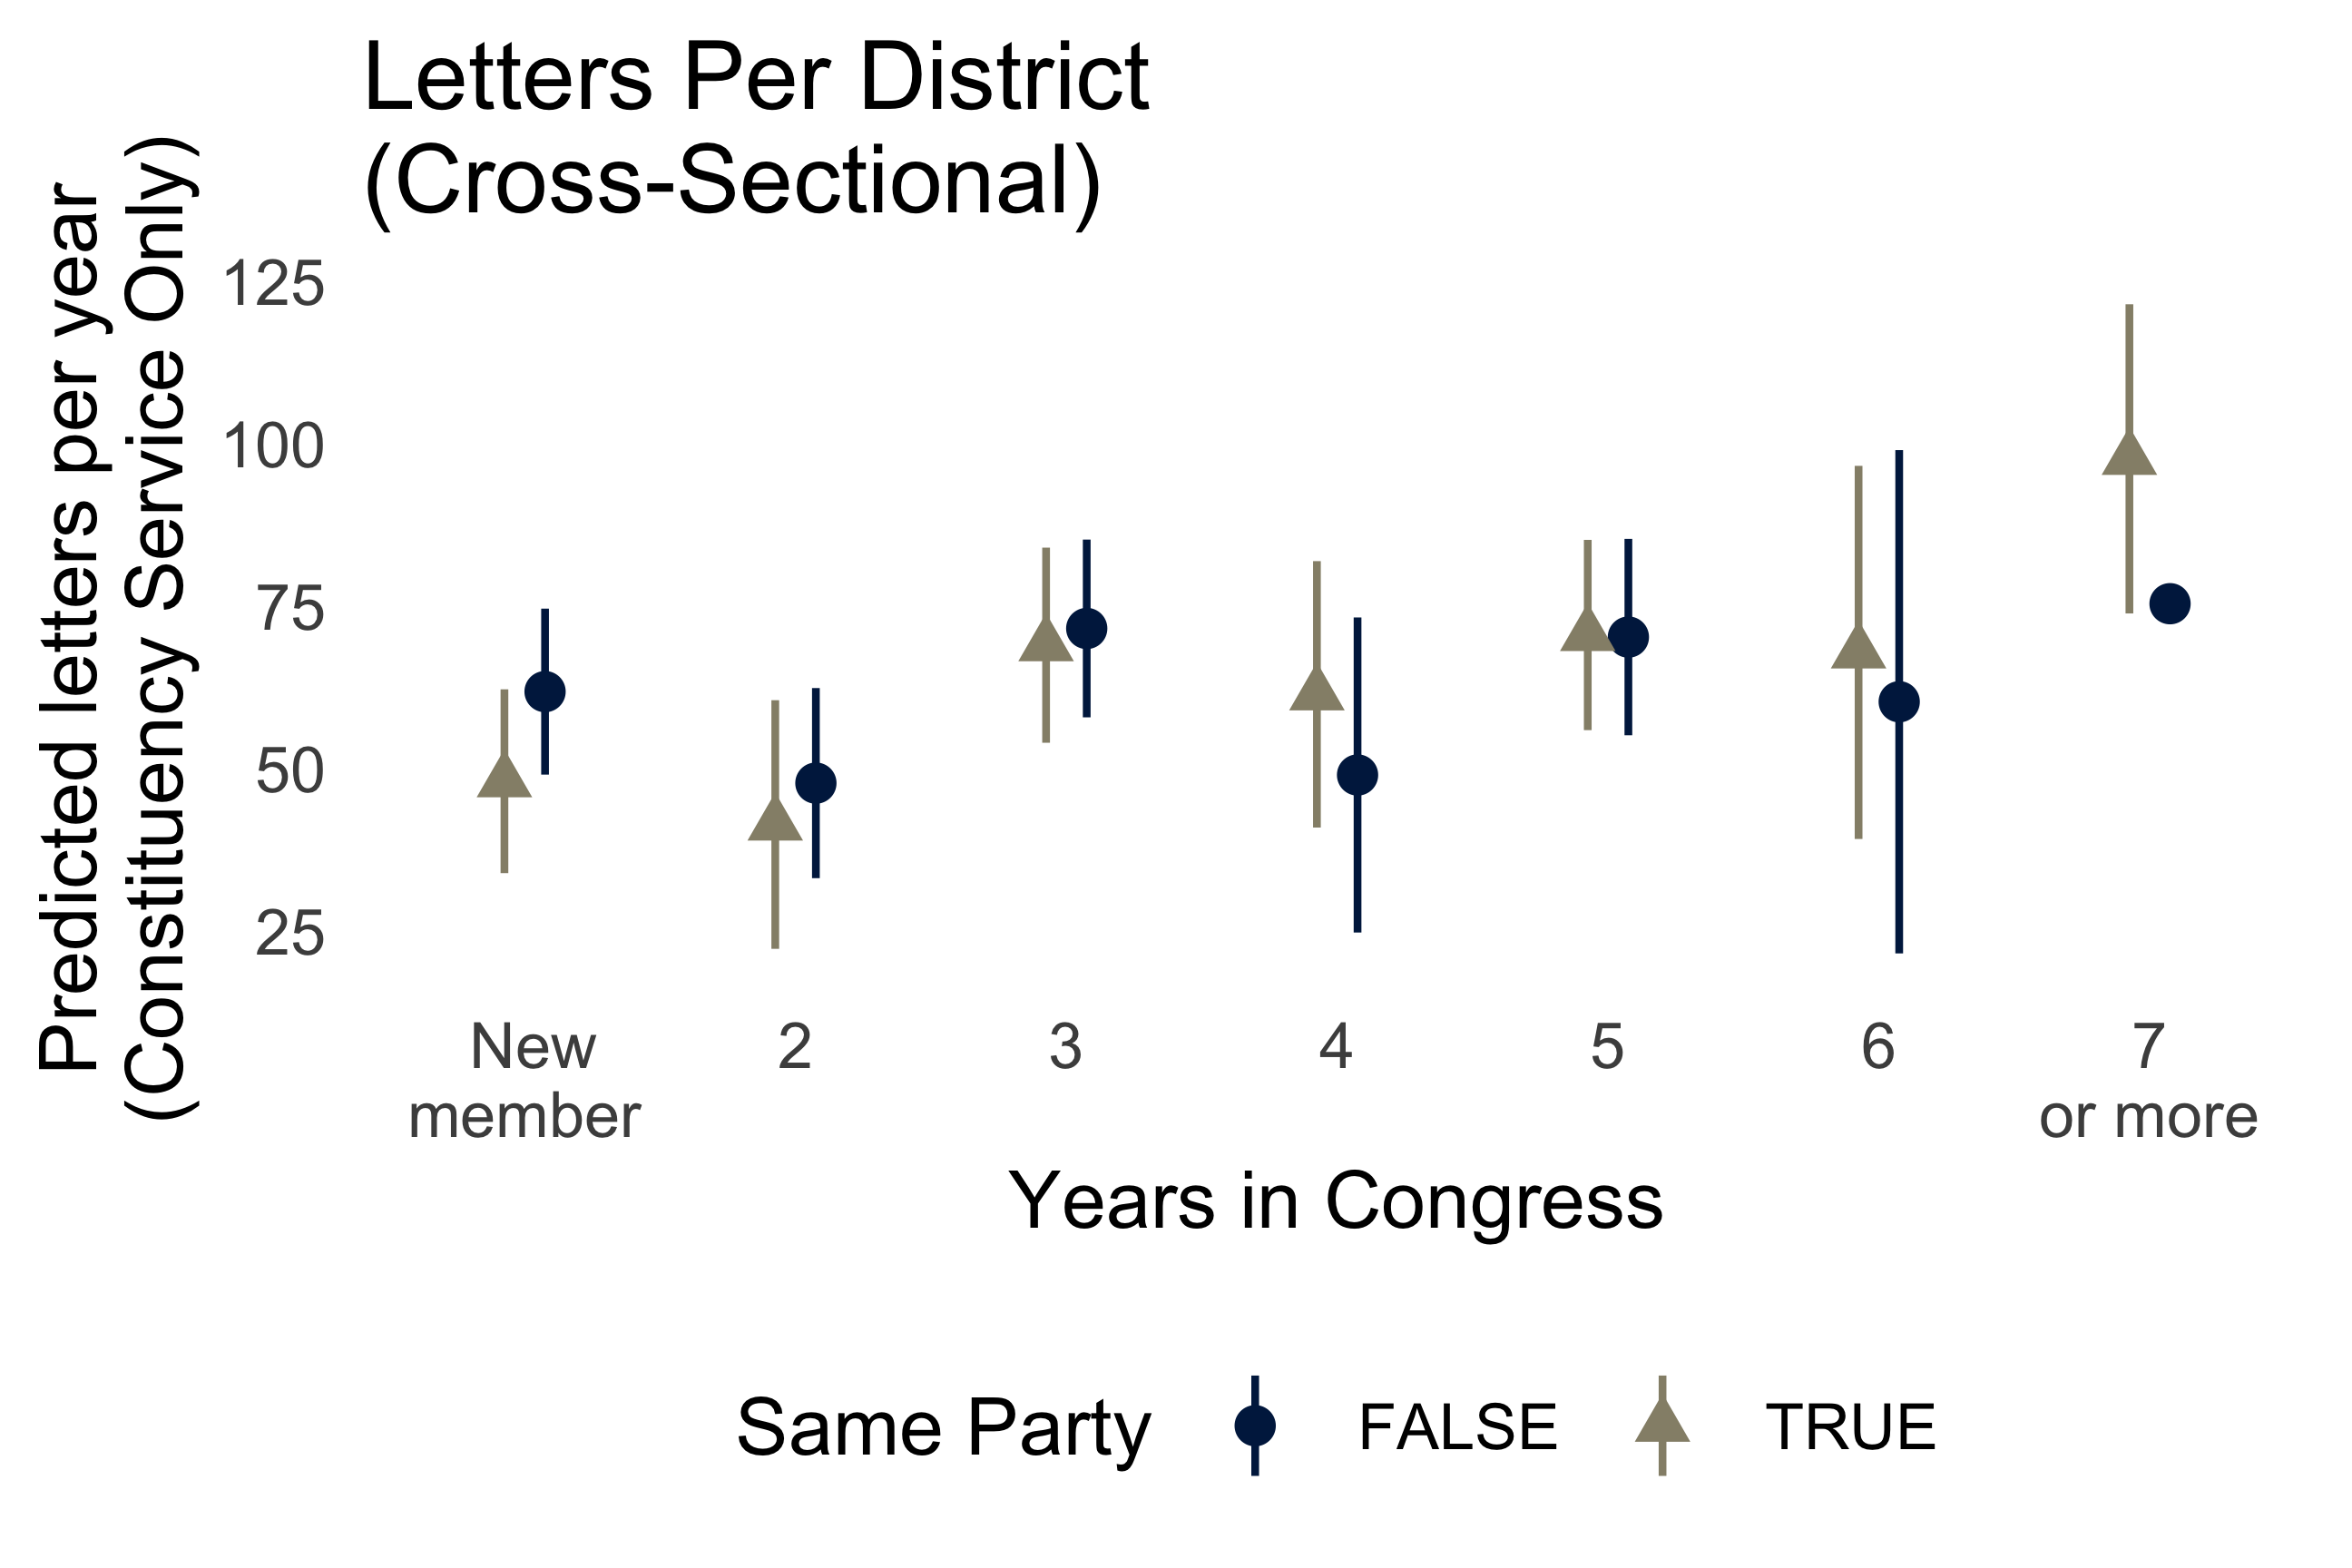 Letters Per District
(Cross-Sectional)
Predicted letters per year
(Constituency Service Only)
125
100
75
50
25
New
member
2
3
4
5
6
7
or more
Years in Congress
Same Party
FALSE
TRUE